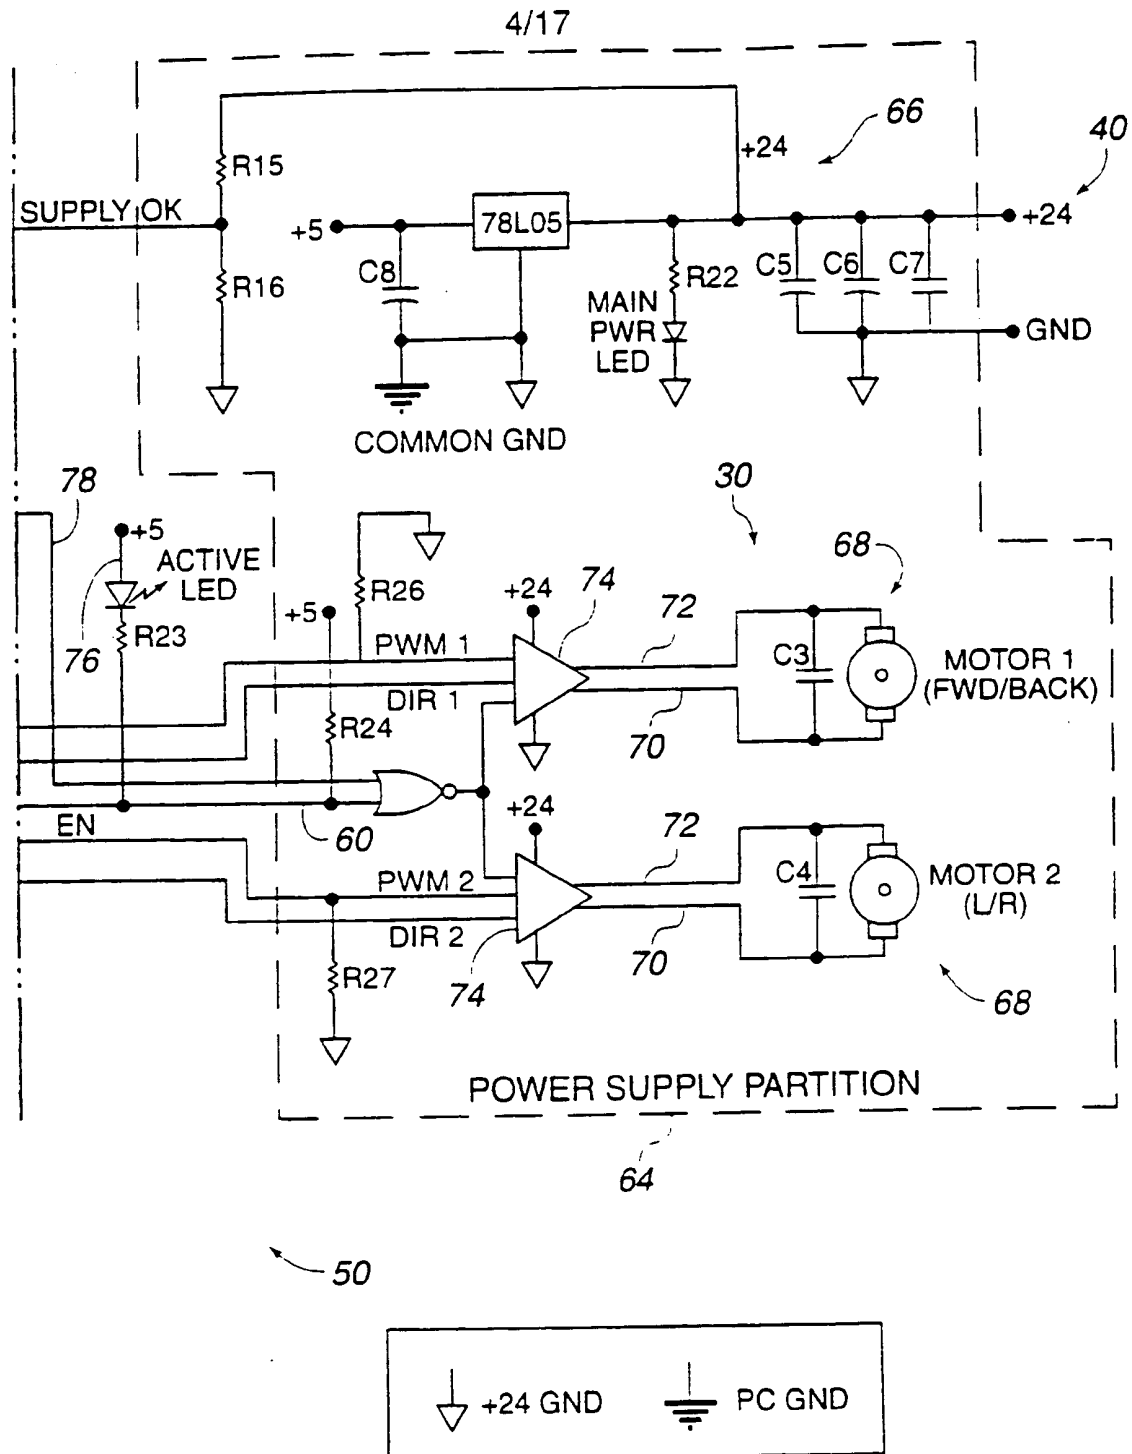 4/17
66
40
+24
R15
SUPPLY OK
+5
78L05
+24
R16
C8
R22
C5
C6
C7
MAIN
PWR
LED
GND
COMMON GND
78
30
+5
ACTIVE
LED
68
R26
+24
74
+5
72
76
R23
PWM 1
C3
MOTOR 1
(FWD/BACK)
DIR 1
R24
70
+24
EN
60
72
PWM 2
C4
MOTOR 2
(L/R)
DIR 2
70
R27
74
68
POWER SUPPLY PARTITION
64
50
+24 GND
PC GND